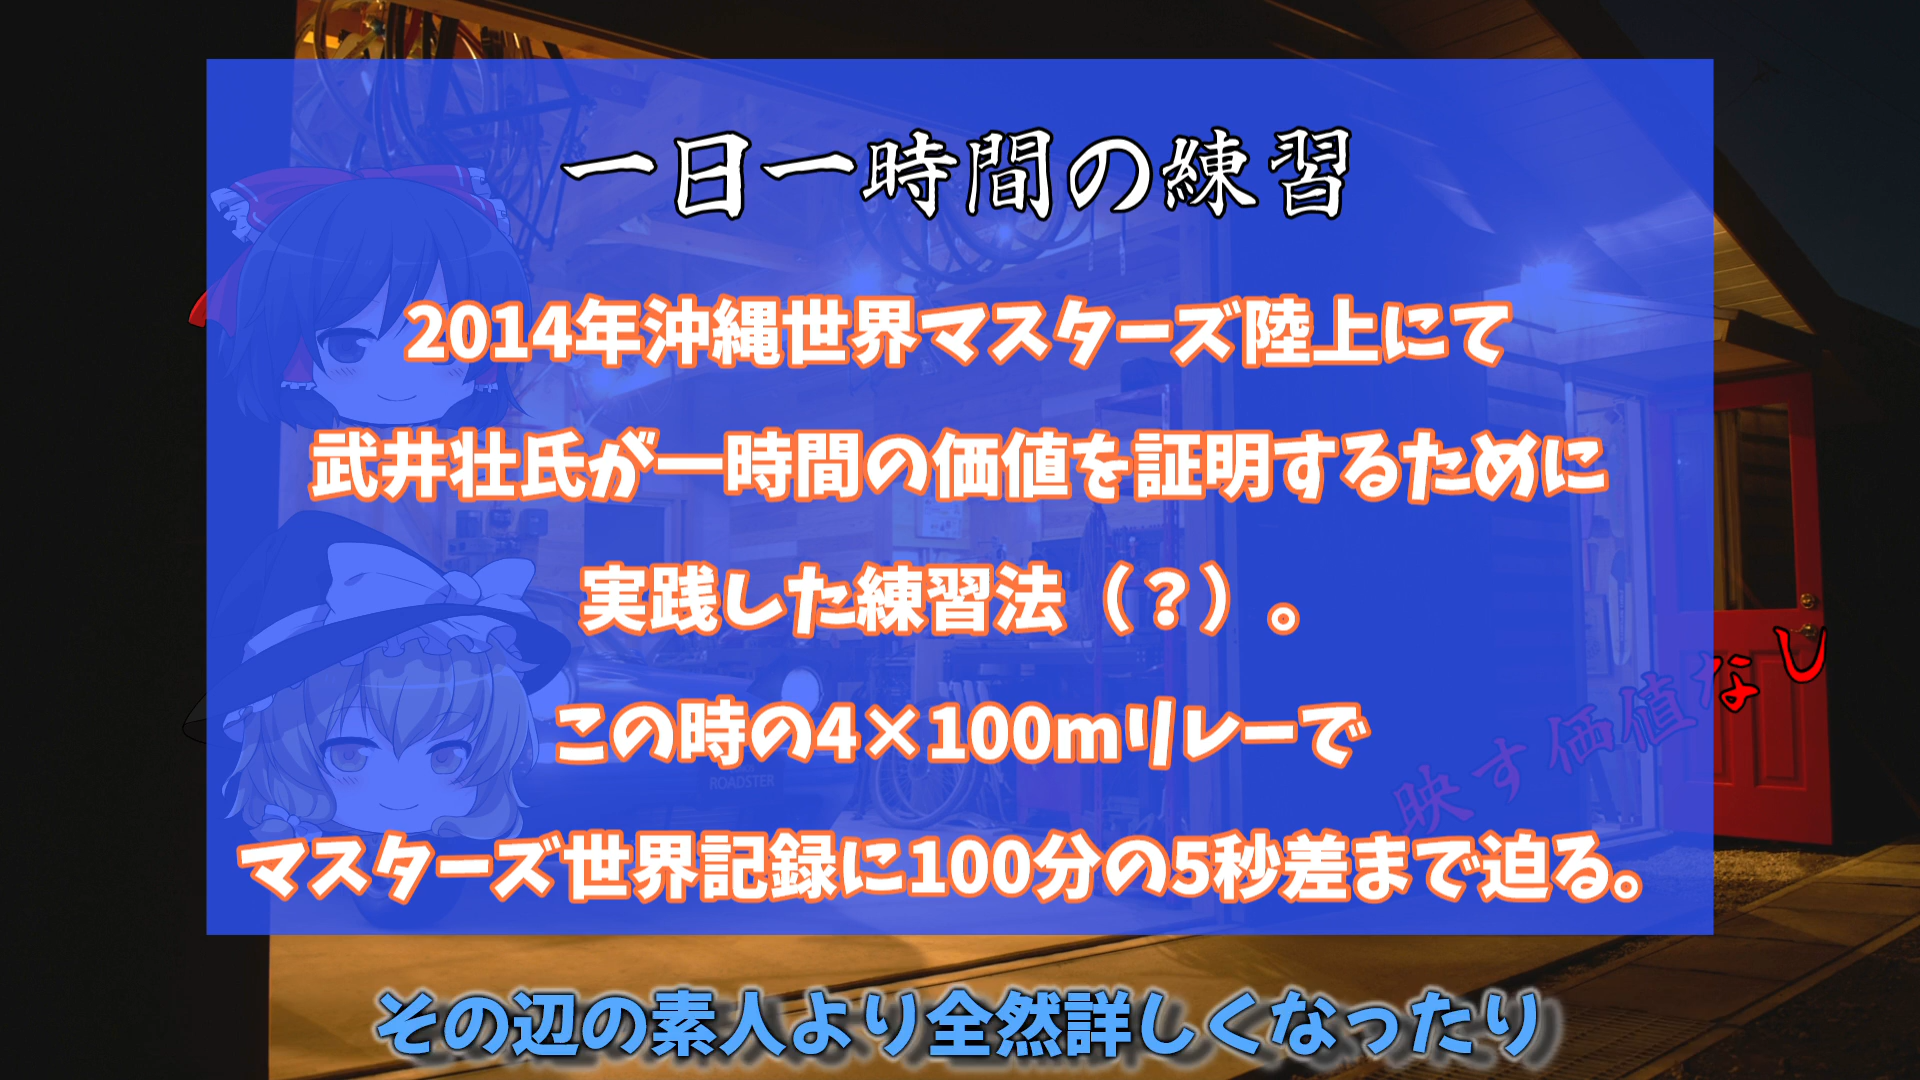 一日一時間の練習
2014年沖縄世界マスターズ陸上にて
武井壮氏が一時間の価値を証明するために
実践した練習法（？）。
この時の4×100mリレーで
マスターズ世界記録に100分の5秒差まで迫る。
映す価値なし
ROADSTER
その辺の素人より全然詳しくなったり